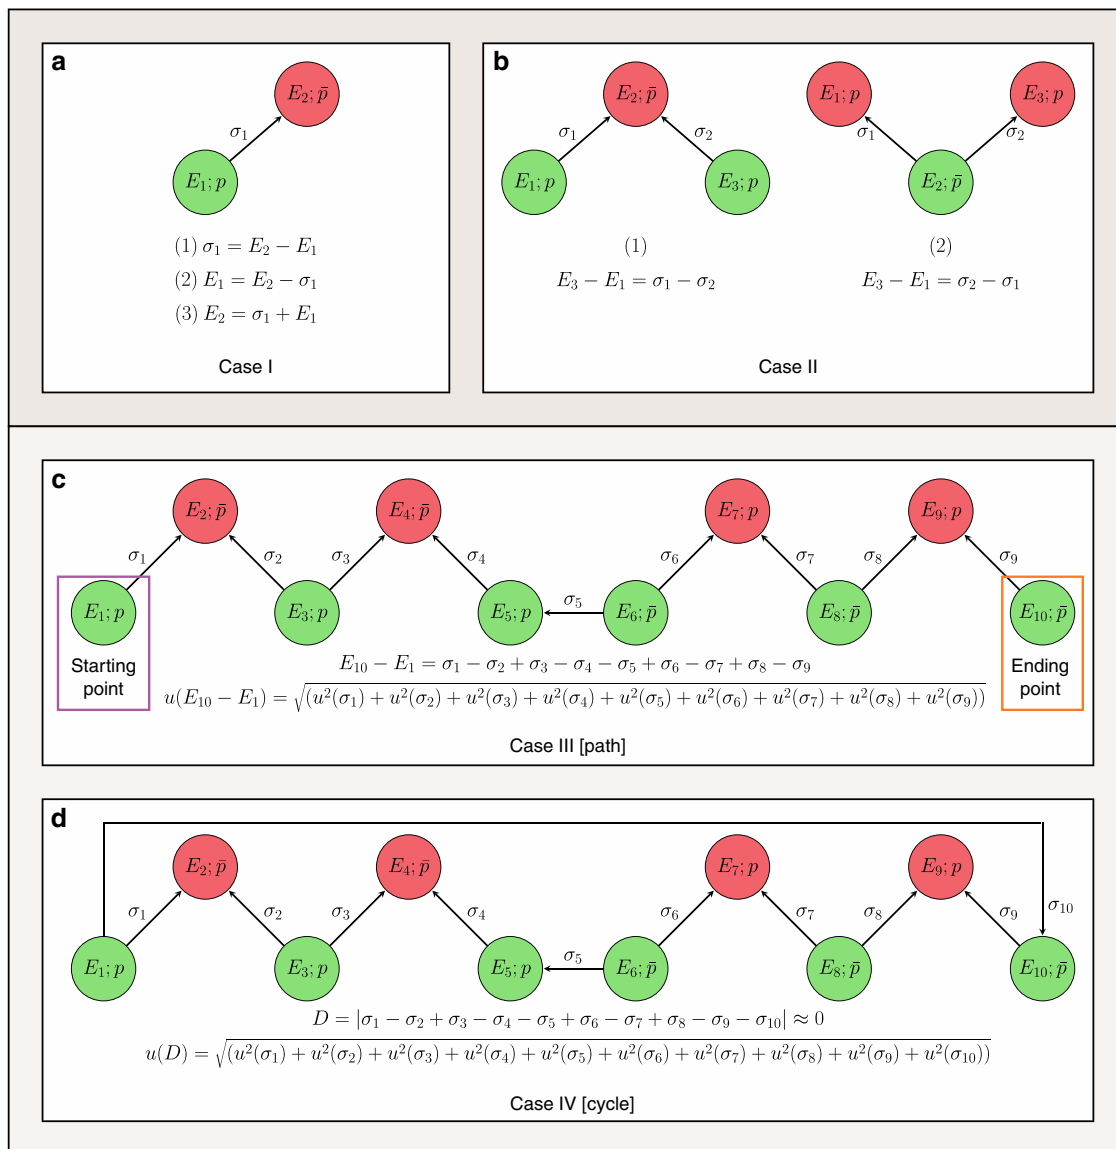 a
E₂; p̄
σ₁
E₁; p
(1) σ₁ = E₂ − E₁
(2) E₁ = E₂ − σ₁
(3) E₂ = σ₁ + E₁
Case I
b
E₂; p̄
σ₁
σ₂
E₁; p
E₃; p
(1)
E₃ − E₁ = σ₁ − σ₂
E₁; p
E₃; p
σ₁
σ₂
E₂; p̄
(2)
E₃ − E₁ = σ₂ − σ₁
Case II
c
E₂; p̄
E₄; p̄
E₇; p
E₉; p
σ₁
σ₂
σ₃
σ₄
σ₆
σ₇
σ₈
σ₉
E₁; p
E₃; p
E₅; p
σ₅
E₆; p̄
E₈; p̄
E₁₀; p̄
Starting
point
Ending
point
E₁₀ − E₁ = σ₁ − σ₂ + σ₃ − σ₄ − σ₅ + σ₆ − σ₇ + σ₈ − σ₉
u(E₁₀ − E₁) = √(u²(σ₁) + u²(σ₂) + u²(σ₃) + u²(σ₄) + u²(σ₅) + u²(σ₆) + u²(σ₇) + u²(σ₈) + u²(σ₉))
Case III [path]
d
E₂; p̄
E₄; p̄
E₇; p
E₉; p
σ₁
σ₂
σ₃
σ₄
σ₆
σ₇
σ₈
σ₉
σ₁₀
E₁; p
E₃; p
E₅; p
σ₅
E₆; p̄
E₈; p̄
E₁₀; p̄
D = |σ₁ − σ₂ + σ₃ − σ₄ − σ₅ + σ₆ − σ₇ + σ₈ − σ₉ − σ₁₀| ≈ 0
u(D) = √(u²(σ₁) + u²(σ₂) + u²(σ₃) + u²(σ₄) + u²(σ₅) + u²(σ₆) + u²(σ₇) + u²(σ₈) + u²(σ₉) + u²(σ₁₀))
Case IV [cycle]